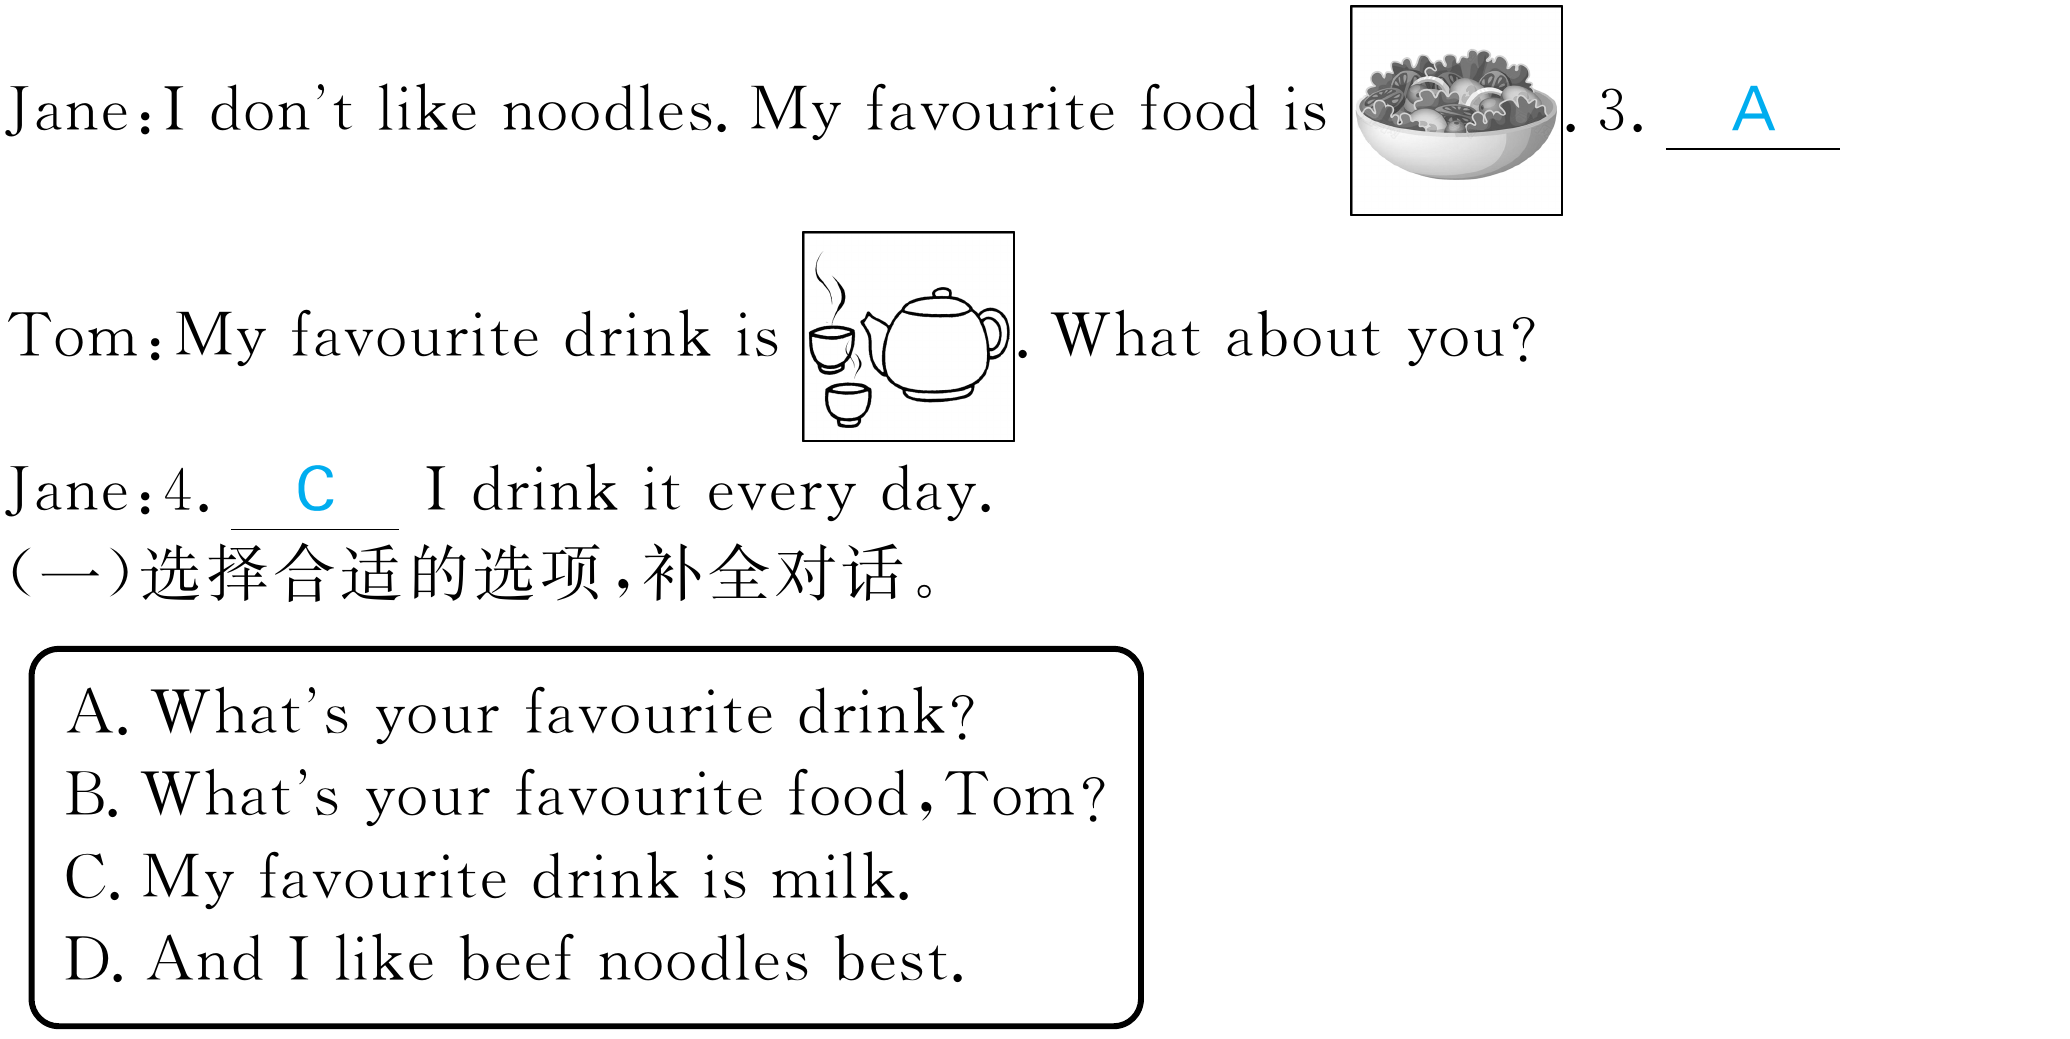 Jane:I don't like noodles. My favourite food is . 3. A
Tom:My favourite drink is . What about you?
Jane:4. C I drink it every day.
(一)选择合适的选项,补全对话。
A. What's your favourite drink?
B. What's your favourite food,Tom?
C. My favourite drink is milk.
D. And I like beef noodles best.